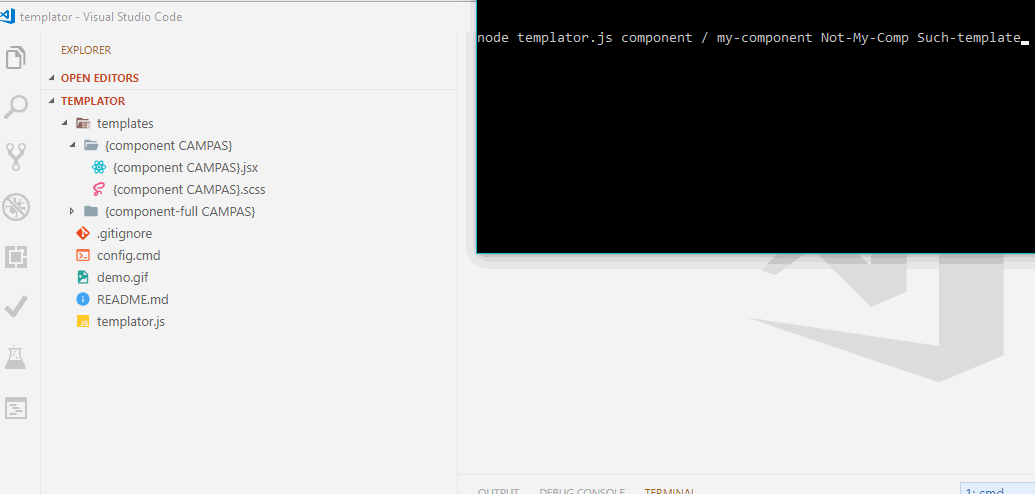 templator - Visual Studio Code
node templator.js component / my-component Not-My-Comp Such-template
EXPLORER
OPEN EDITORS
TEMPLATOR
templates
{component CAMPAS}
{component CAMPAS}.jsx
{component CAMPAS}.scss
{component-full CAMPAS}
.gitignore
config.cmd
demo.gif
README.md
JS templator.js
OUTPUT DEBUG CONSOLE TERMINAL 1: cmd